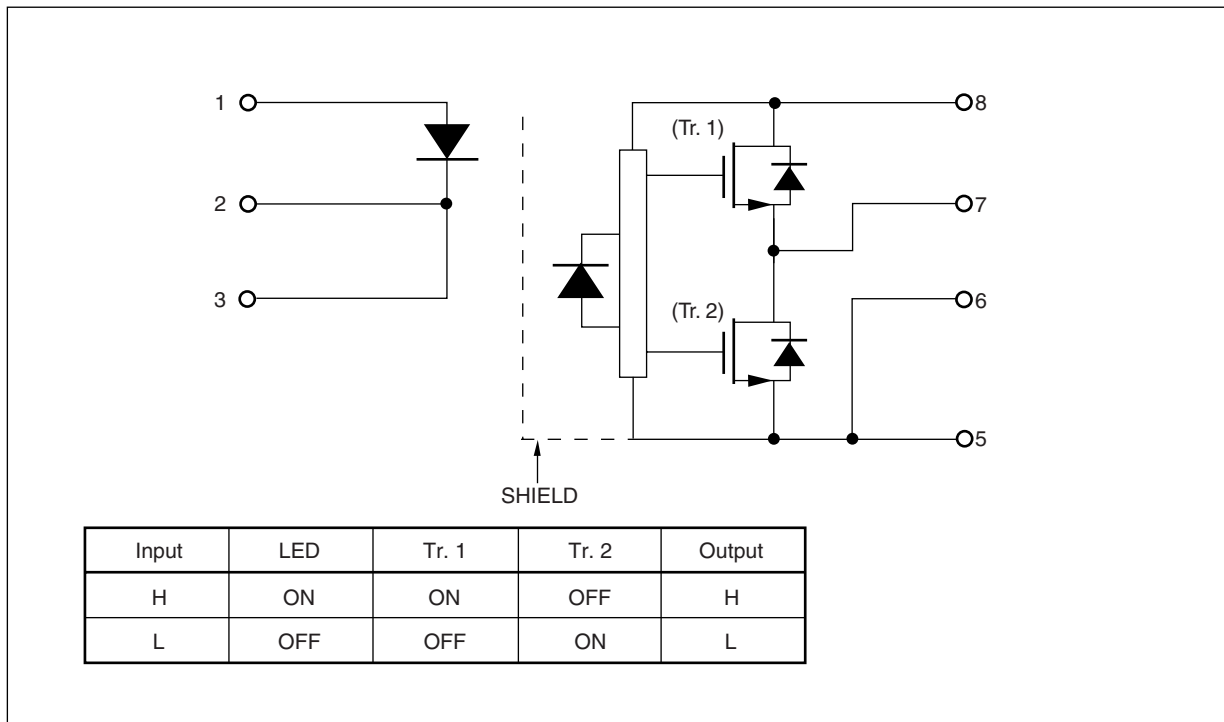 1
8
(Tr. 1)
2
7
3
6
(Tr. 2)
5
SHIELD
Input LED Tr. 1 Tr. 2 Output
H ON ON OFF H
L OFF OFF ON L